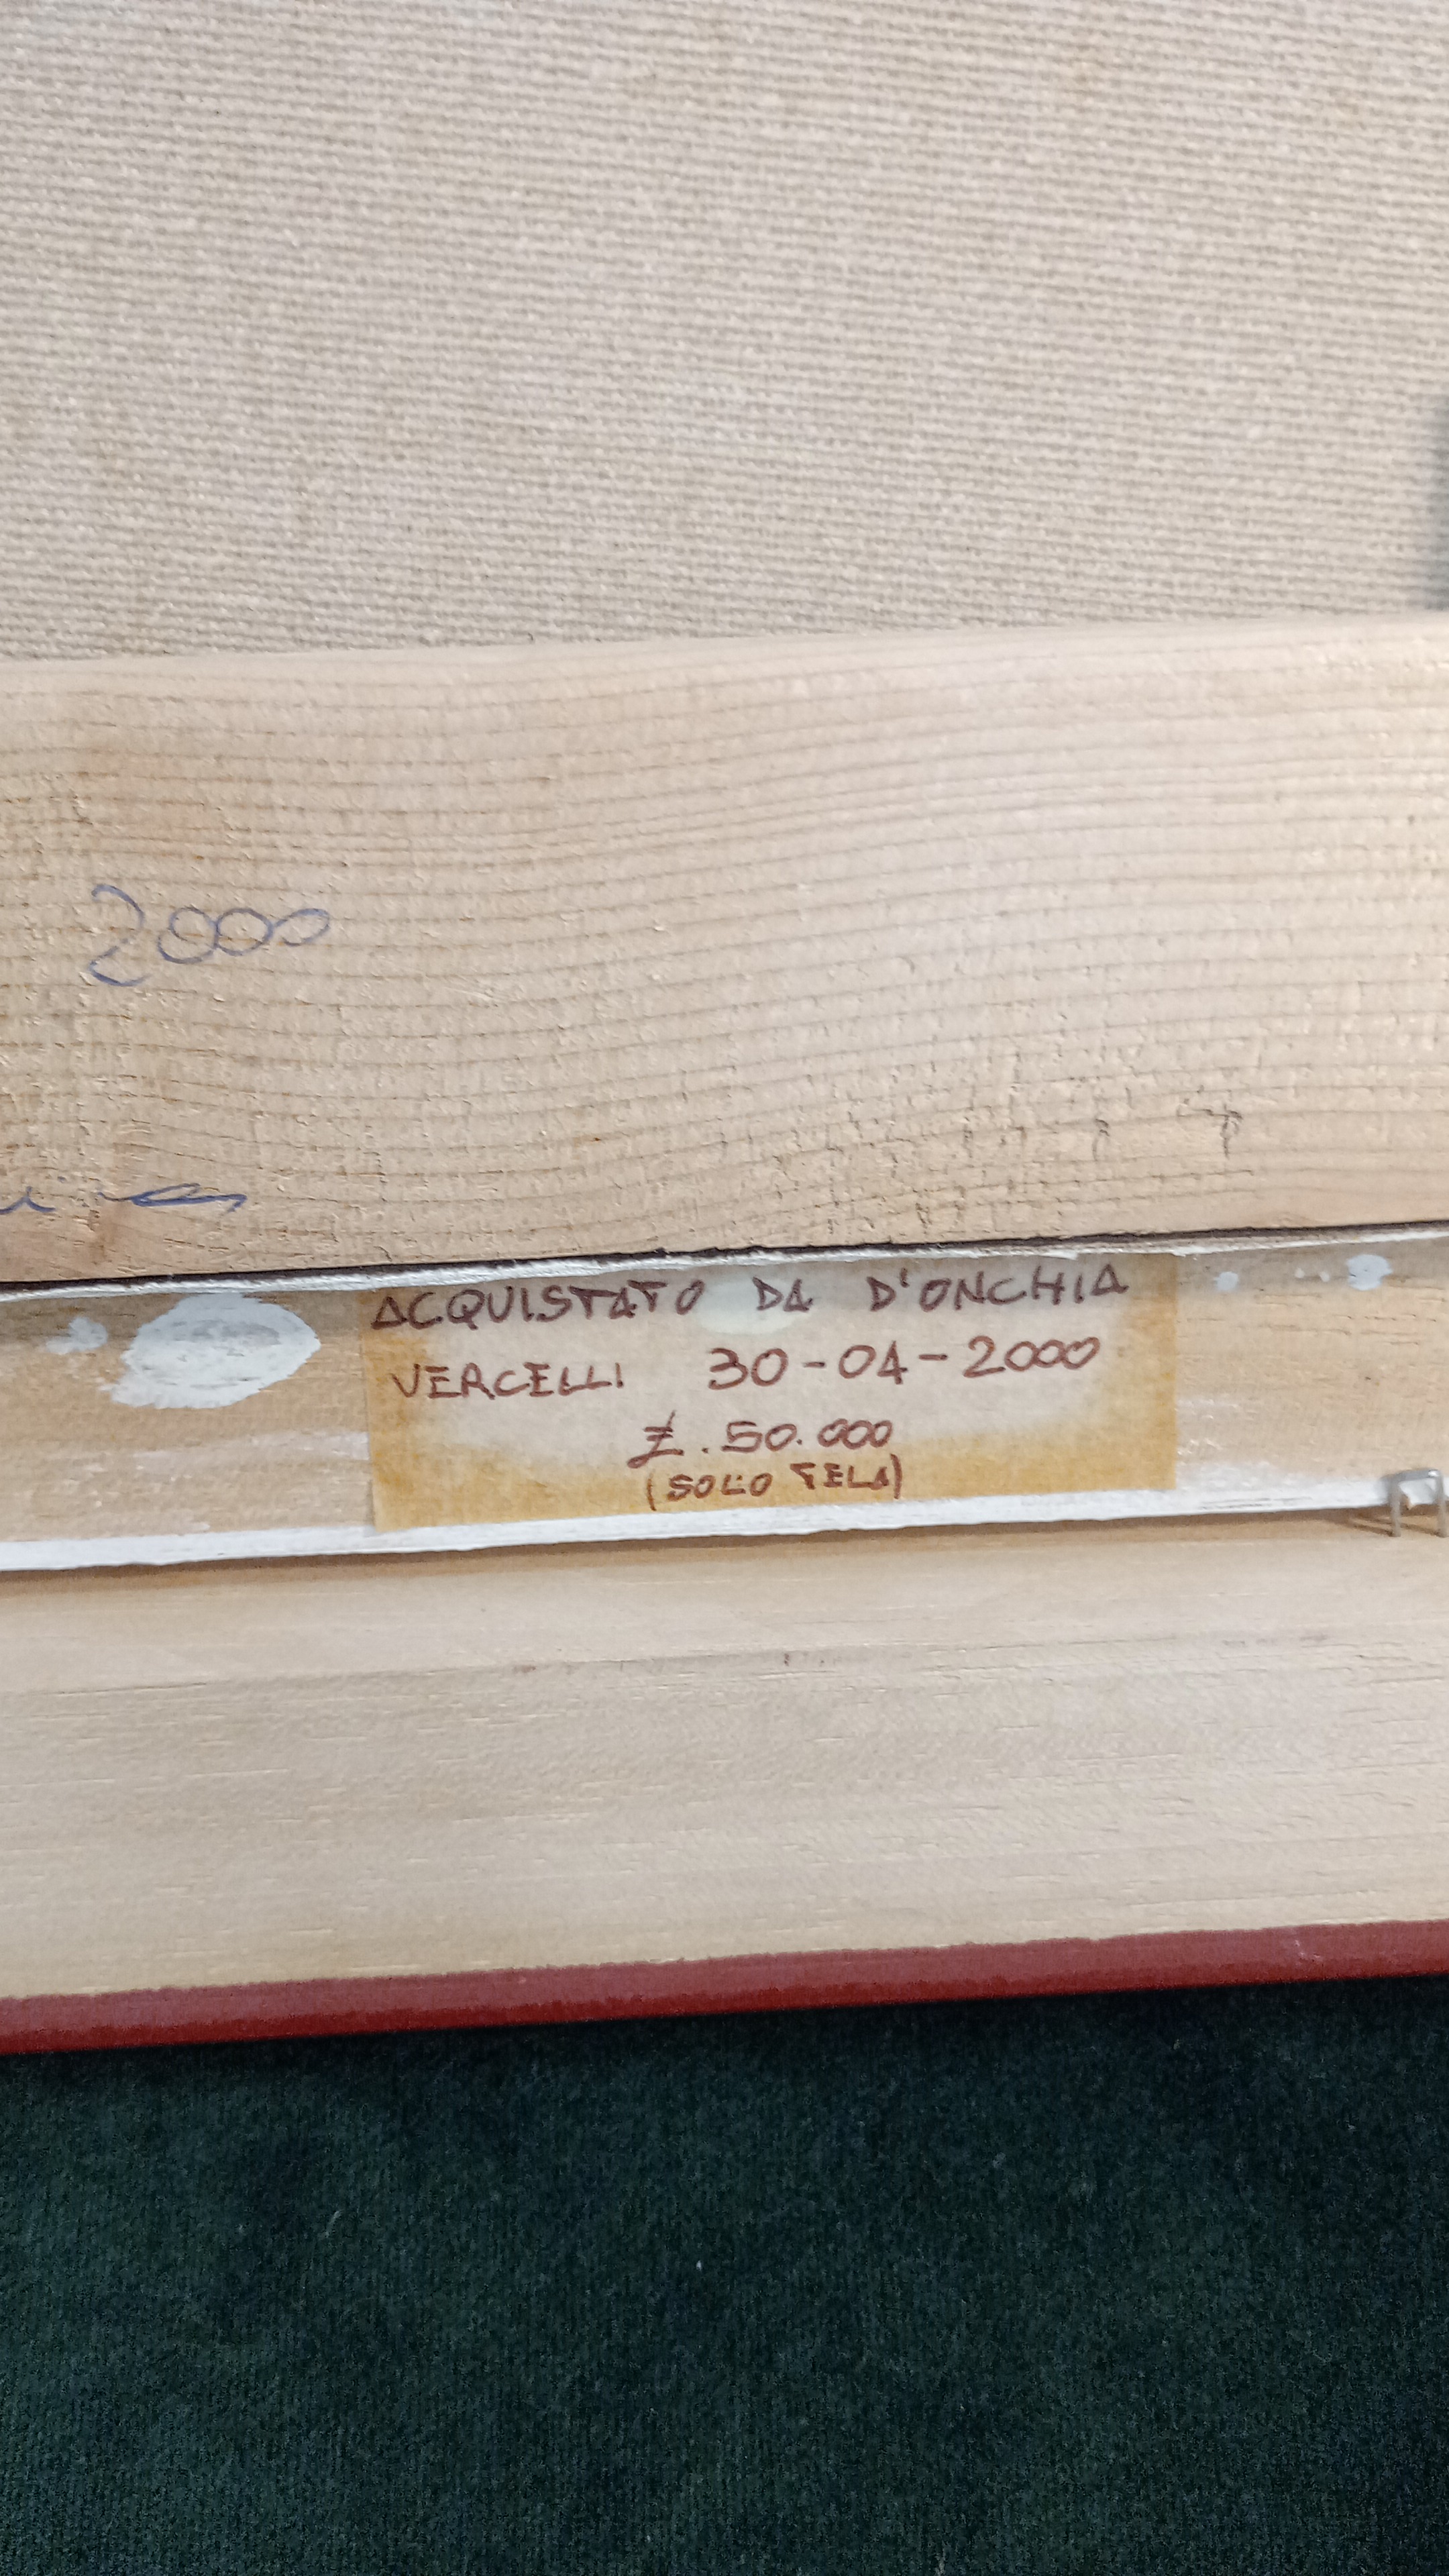 2000
ACQUISTATO DA D'ONCHIA
VERCELLI 30-04-2000
£.50.000
(SOLO TELA)